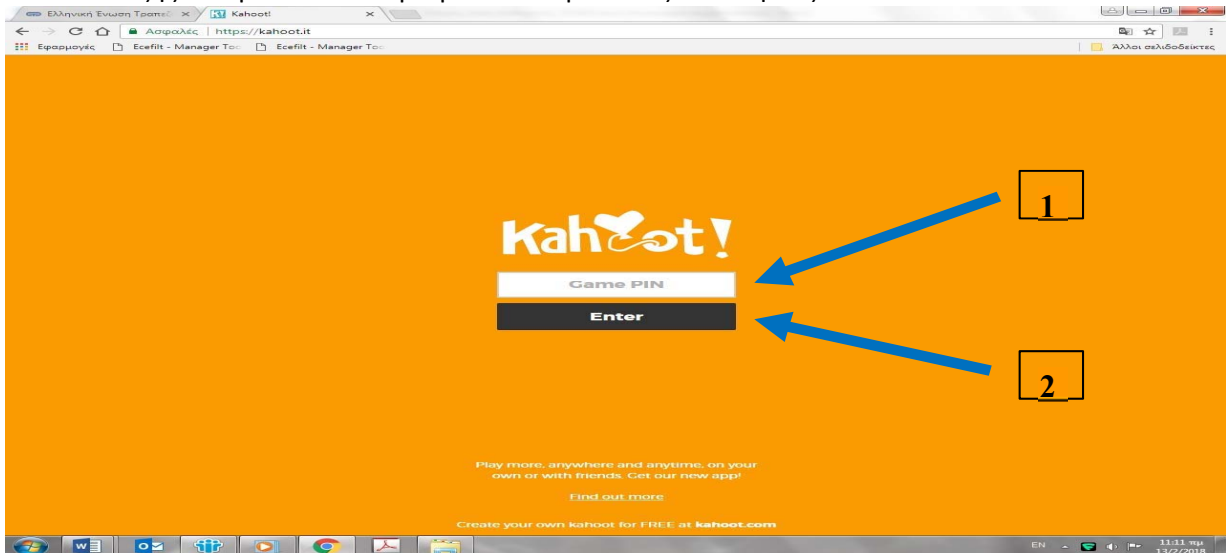 Ελληνική Ένωση Τραπεζ
Kahoot!
Ασφαλές | https://kahoot.it
Εφαρμογές
Ecefilt - Manager Too
Ecefilt - Manager Too
Άλλοι σελιδοδείκτες
1
Kahoot!
Game PIN
Enter
2
Play more, anywhere and anytime, on your
own or with friends. Get our new app!
Find out more
Create your own kahoot for FREE at kahoot.com
EN
11:11 πμ
13/2/2018